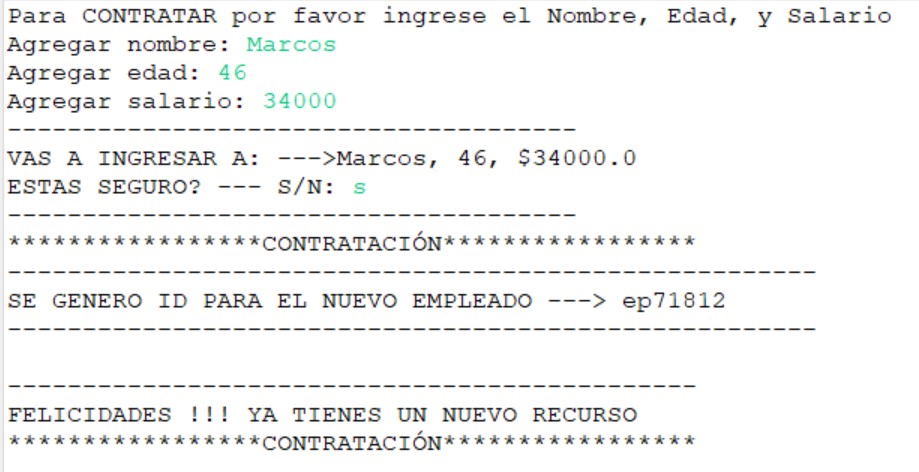 Para CONTRATAR por favor ingrese el Nombre, Edad, y Salario
Agregar nombre: Marcos
Agregar edad: 46
Agregar salario: 34000
--------------------------------------
VAS A INGRESAR A: --->Marcos, 46, $34000.0
ESTAS SEGURO? --- S/N: s
--------------------------------------
*****************CONTRATACIÓN*****************
------------------------------------------------------
SE GENERO ID PARA EL NUEVO EMPLEADO ---> ep71812
------------------------------------------------------
----------------------------------------------
FELICIDADES !!! YA TIENES UN NUEVO RECURSO
*****************CONTRATACIÓN*****************